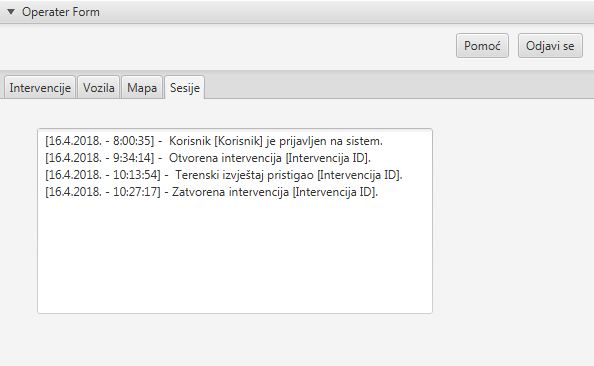 Operater Form
Pomoć
Odjavi se
Intervencije
Vozila
Mapa
Sesije
[16.4.2018. - 8:00:35] - Korisnik [Korisnik] je prijavljen na sistem.
[16.4.2018. - 9:34:14] - Otvorena intervencija [Intervencija ID].
[16.4.2018. - 10:13:54] - Terenski izvještaj pristigao [Intervencija ID].
[16.4.2018. - 10:27:17] - Zatvorena intervencija [Intervencija ID].